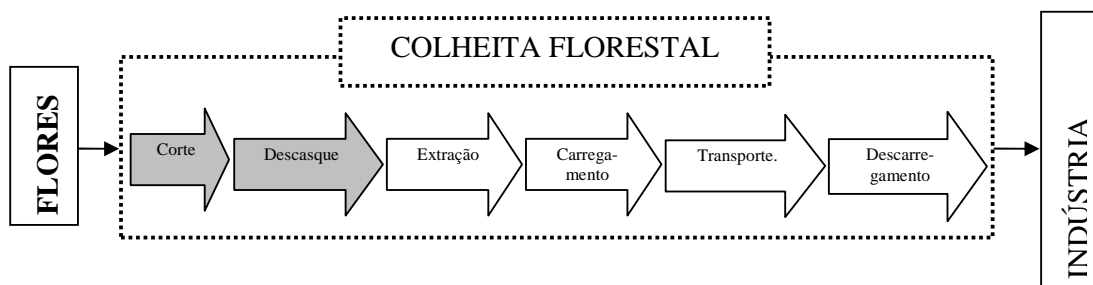 COLHEITA FLORESTAL
FLORES
Corte
Descasque
Extração
Carrega-
mento
Transporte.
Descarre-
gamento
INDÚSTRIA